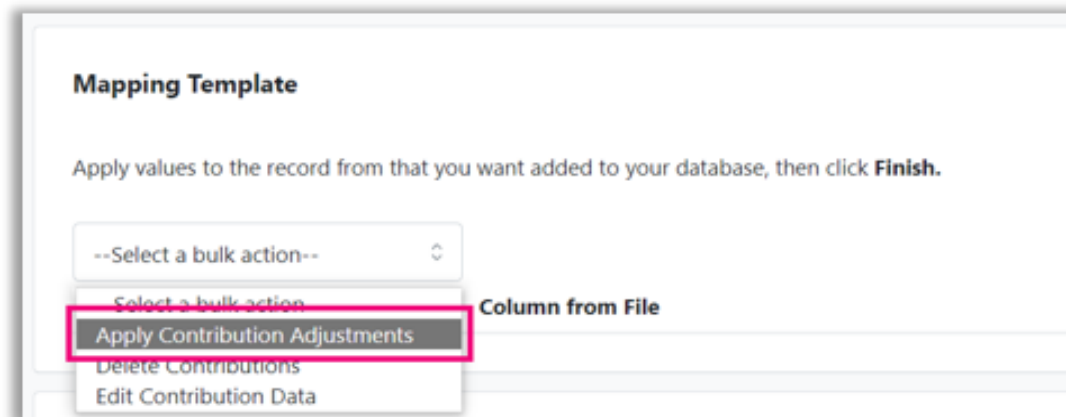 Mapping Template
Apply values to the record from that you want added to your database, then click Finish.
--Select a bulk action--
--Select a bulk action--
Column from File
Apply Contribution Adjustments
Delete Contributions
Edit Contribution Data